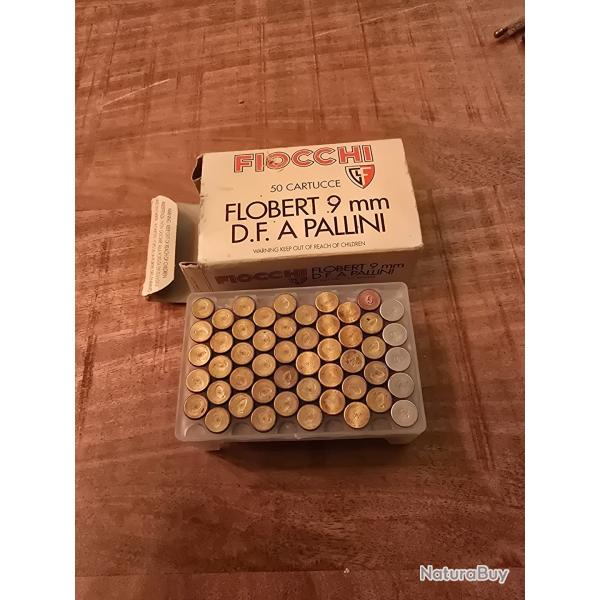 FIOCCHI
50 CARTUCCE
GF
FLOBERT 9 mm
D.F. A PALLINI
WARNING KEEP OUT OF REACH OF CHILDREN
FIOCCHI
FLOBERT 9 mm
D.F. A PALLINI
NaturaBuy